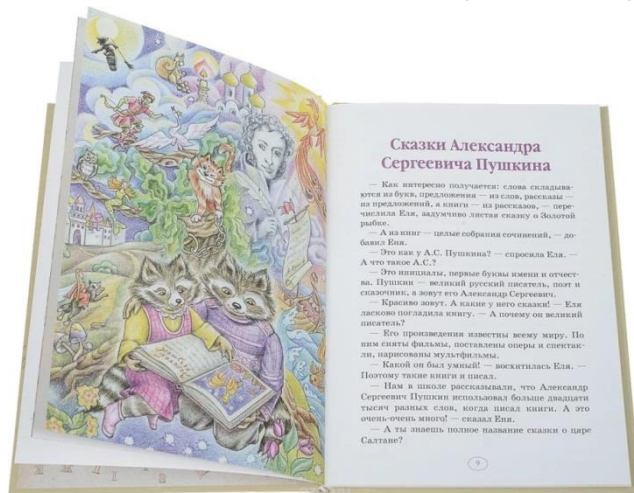 Сказки Александра
Сергеевича Пушкина
— Как интересно получается: слова складыва-
ются из букв, предложения — из слов, рассказы —
из предложений, а книги — из рассказов, — пере-
числила Еля, задумчиво листая сказку о Золотой
рыбке.
— А из книг — целые собрания сочинений, — до-
бавил Еня.
— Это как у А.С. Пушкина? — спросила Еля. —
А что такое А.С.?
— Это инициалы, первые буквы имени и отчест-
ва. Пушкин — великий русский писатель, поэт и
сказочник, а зовут его Александр Сергеевич.
— Красиво зовут. А какие у него сказки! — Еля
ласково погладила книгу. — А почему он великий
писатель?
— Его произведения известны всему миру. По
ним сняты фильмы, поставлены оперы и спектак-
ли, нарисованы мультфильмы.
— Какой он был умный! — восхитилась Еля. —
Поэтому такие книги и писал.
— Нам в школе рассказывали, что Александр
Сергеевич Пушкин использовал больше двадцати
тысяч разных слов, когда писал книги. А это
очень-очень много! — сказал Еня.
— А ты знаешь полное название сказки о царе
Салтане?
9